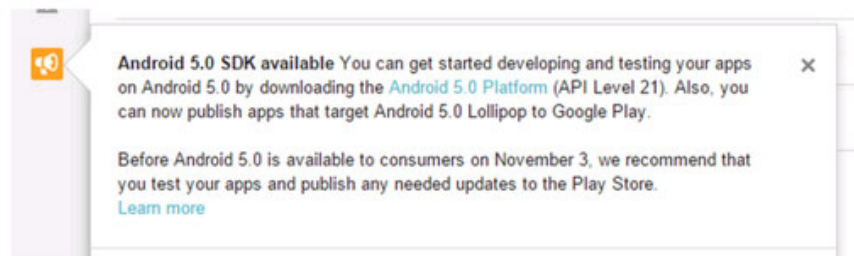 Android 5.0 SDK available You can get started developing and testing your apps
on Android 5.0 by downloading the Android 5.0 Platform (API Level 21). Also, you
can now publish apps that target Android 5.0 Lollipop to Google Play.
Before Android 5.0 is available to consumers on November 3, we recommend that
you test your apps and publish any needed updates to the Play Store.
Learn more